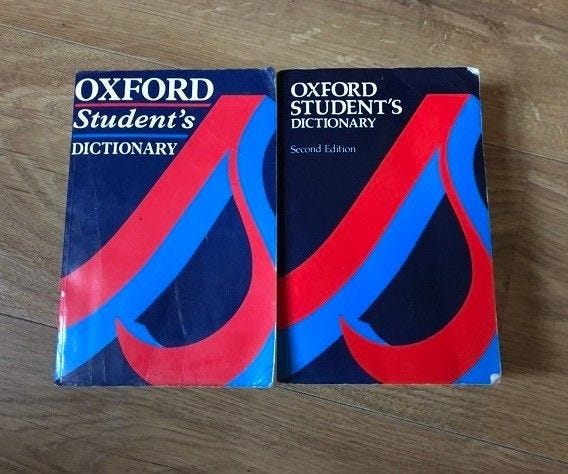 OXFORD
Student's
DICTIONARY
OXFORD
STUDENT'S
DICTIONARY
Second Edition